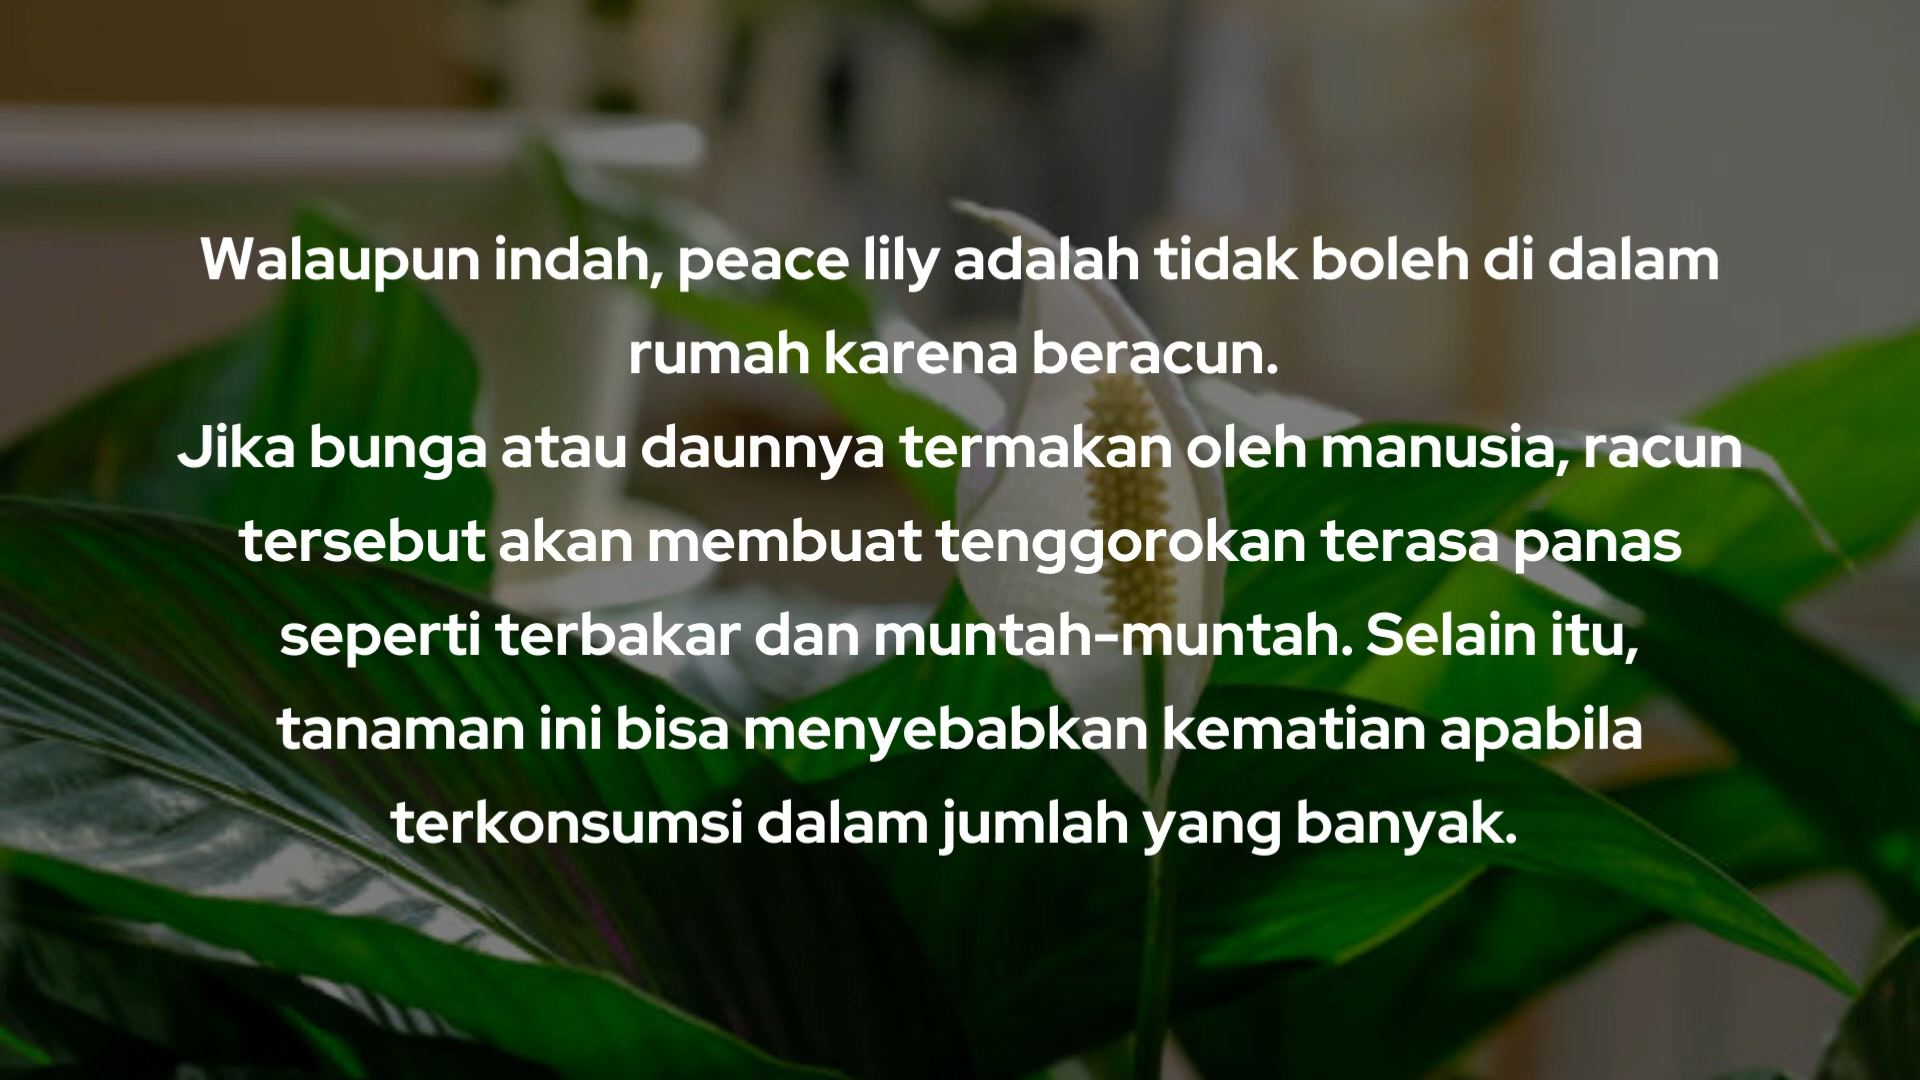 Walaupun indah, peace lily adalah tidak boleh di dalam
rumah karena beracun.
Jika bunga atau daunnya termakan oleh manusia, racun
tersebut akan membuat tenggorokan terasa panas
seperti terbakar dan muntah-muntah. Selain itu,
tanaman ini bisa menyebabkan kematian apabila
terkonsumsi dalam jumlah yang banyak.